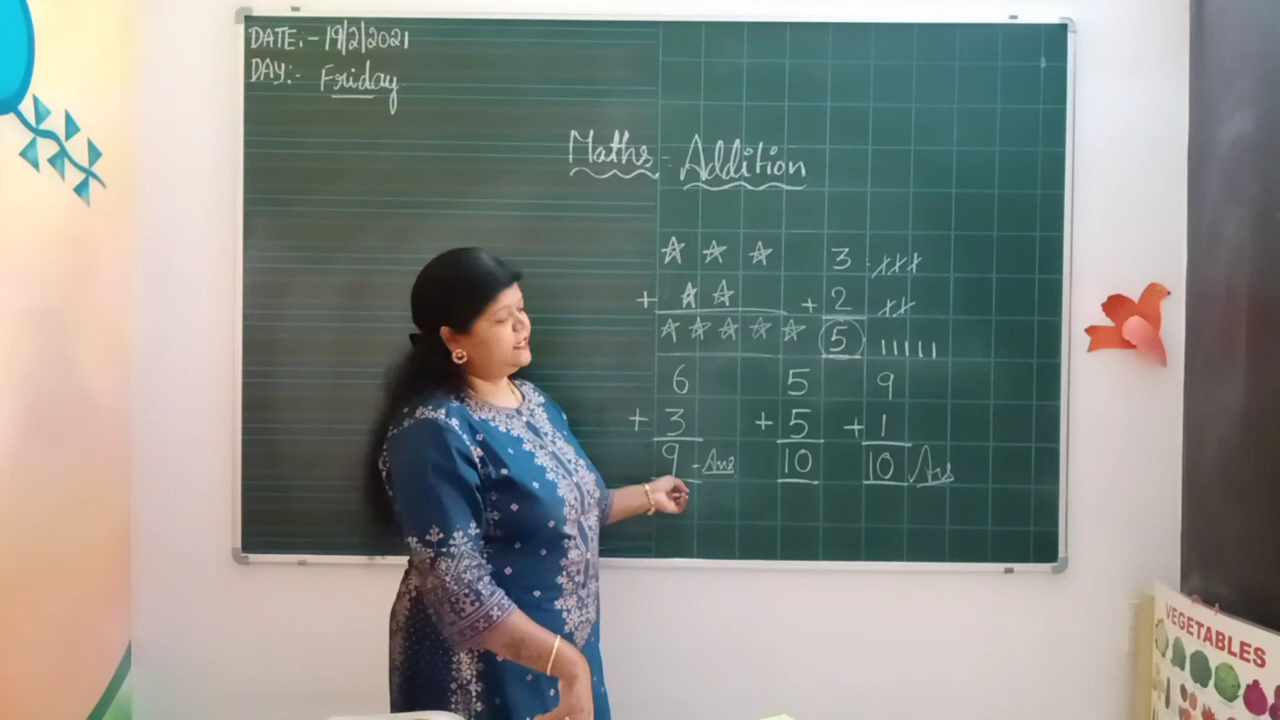 DATE:- 19/2/2021
DAY:- Friday
Maths - Addition
3
+ + 2
5
6 5 9
+ 3 + 5 + 1
9 - Ans 10 10 Ans
VEGETABLES